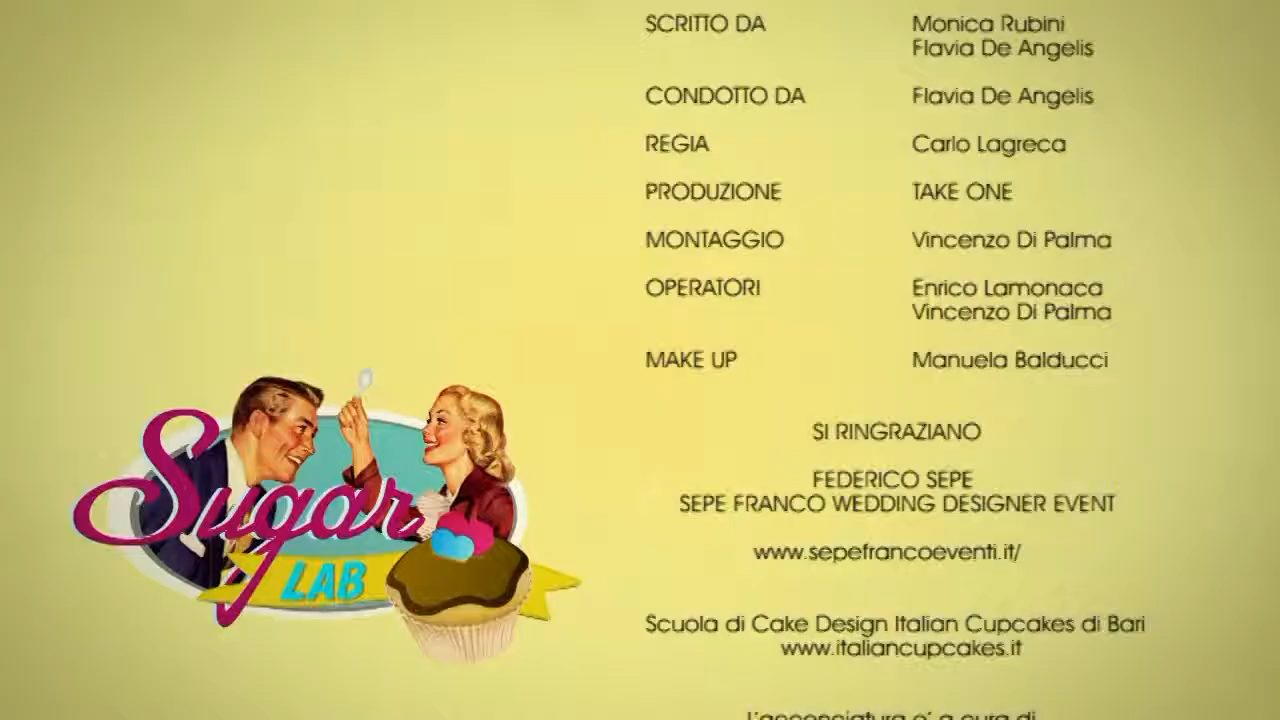 SCRITTO DA Monica Rubini
Flavia De Angelis
CONDOTTO DA Flavia De Angelis
REGIA Carlo Lagreca
PRODUZIONE TAKE ONE
MONTAGGIO Vincenzo Di Palma
OPERATORI Enrico Lamonaca
Vincenzo Di Palma
MAKE UP Manuela Balducci
SI RINGRAZIANO
FEDERICO SEPE
SEPE FRANCO WEDDING DESIGNER EVENT
www.sepefrancoeventi.it/
Scuola di Cake Design Italian Cupcakes di Bari
www.italiancupcakes.it
L'acconciatura e' a cura di
Sugar
LAB